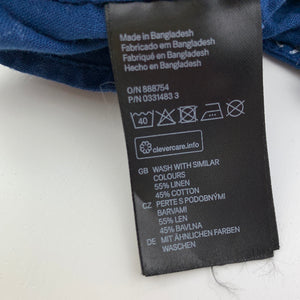 Made in Bangladesh
Fabricado em Bangladesh
Fabriqué en Bangladesh
Hecho en Bangladesh
O/N 888754
P/N 0331483 3
40
clevercare.info
GB WASH WITH SIMILAR
COLOURS
55% LINEN
45% COTTON
CZ PERTE S PODOBNÝMI
BARVAMI
55% LEN
45% BAVLNA
DE MIT ÄHNLICHEN FARBEN
WASCHEN